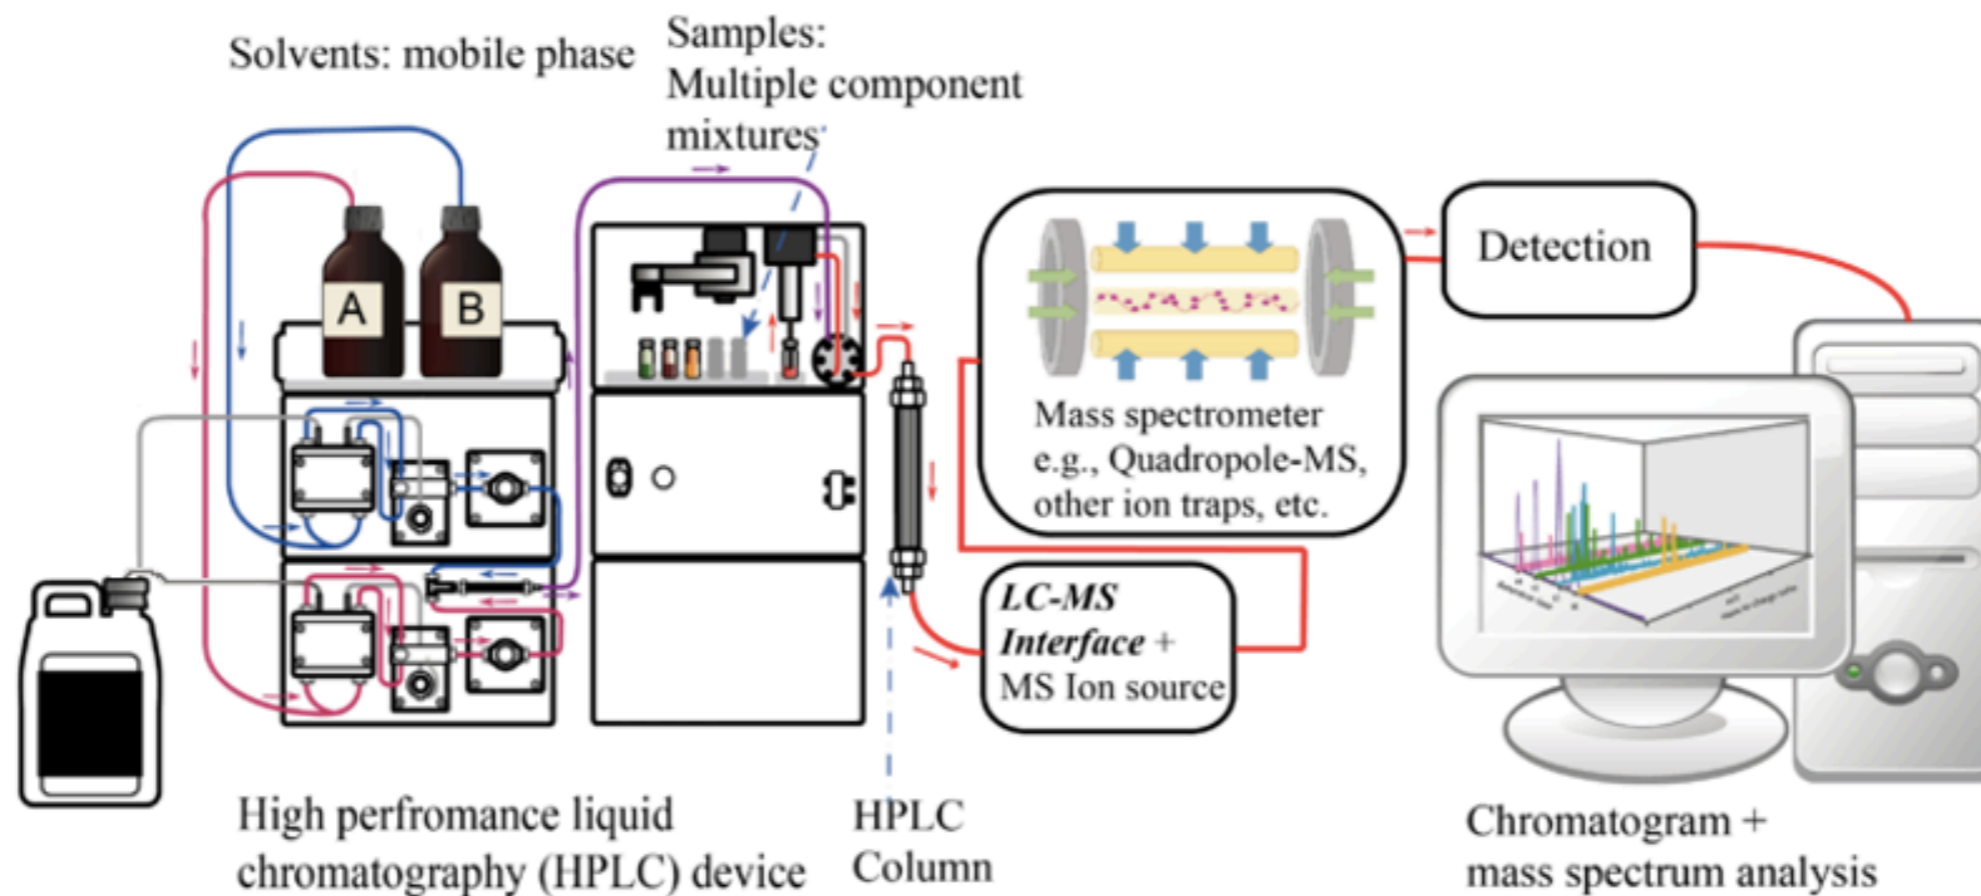 Solvents: mobile phase
Samples:
Multiple component
mixtures
A
B
Mass spectrometer
e.g., Quadropole-MS,
other ion traps, etc.
Detection
LC-MS
Interface +
MS Ion source
High perfromance liquid
chromatography (HPLC) device
HPLC
Column
Chromatogram +
mass spectrum analysis